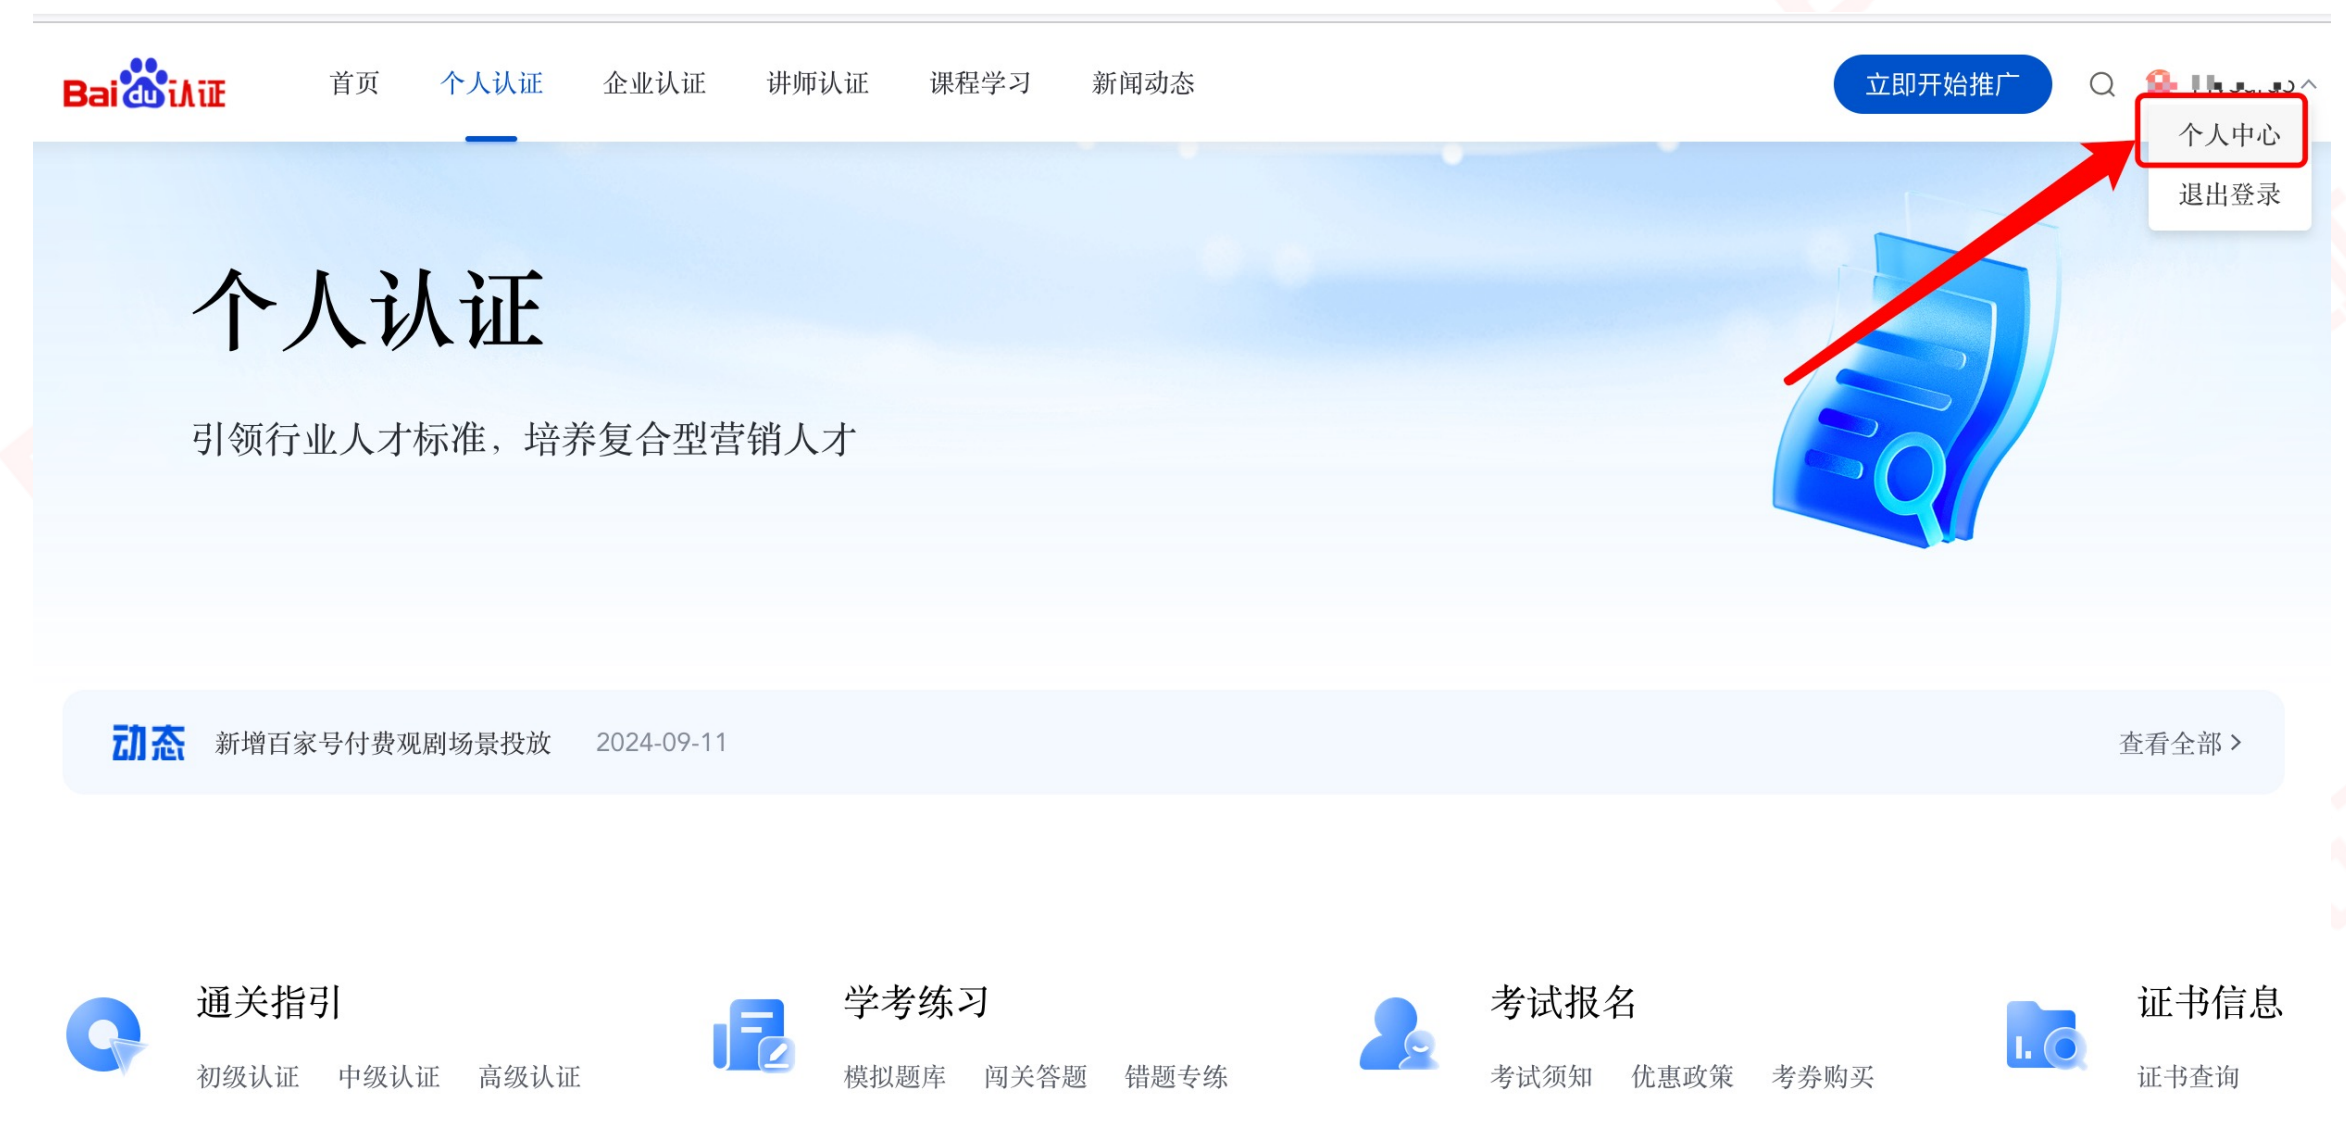 Bai du 认证
首页 个人认证 企业认证 讲师认证 课程学习 新闻动态 立即开始推广
个人中心
退出登录
个人认证
引领行业人才标准，培养复合型营销人才
动态 新增百家号付费观剧场景投放 2024-09-11 查看全部
通关指引 学考练习 考试报名 证书信息
初级认证 中级认证 高级认证 模拟题库 闯关答题 错题专练 考试须知 优惠政策 考券购买 证书查询